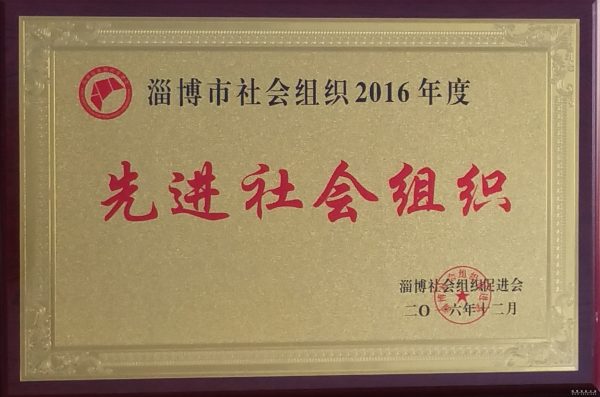 淄博市社会组织2016年度
先进社会组织
淄博社会组织促进会
二〇一六年十二月